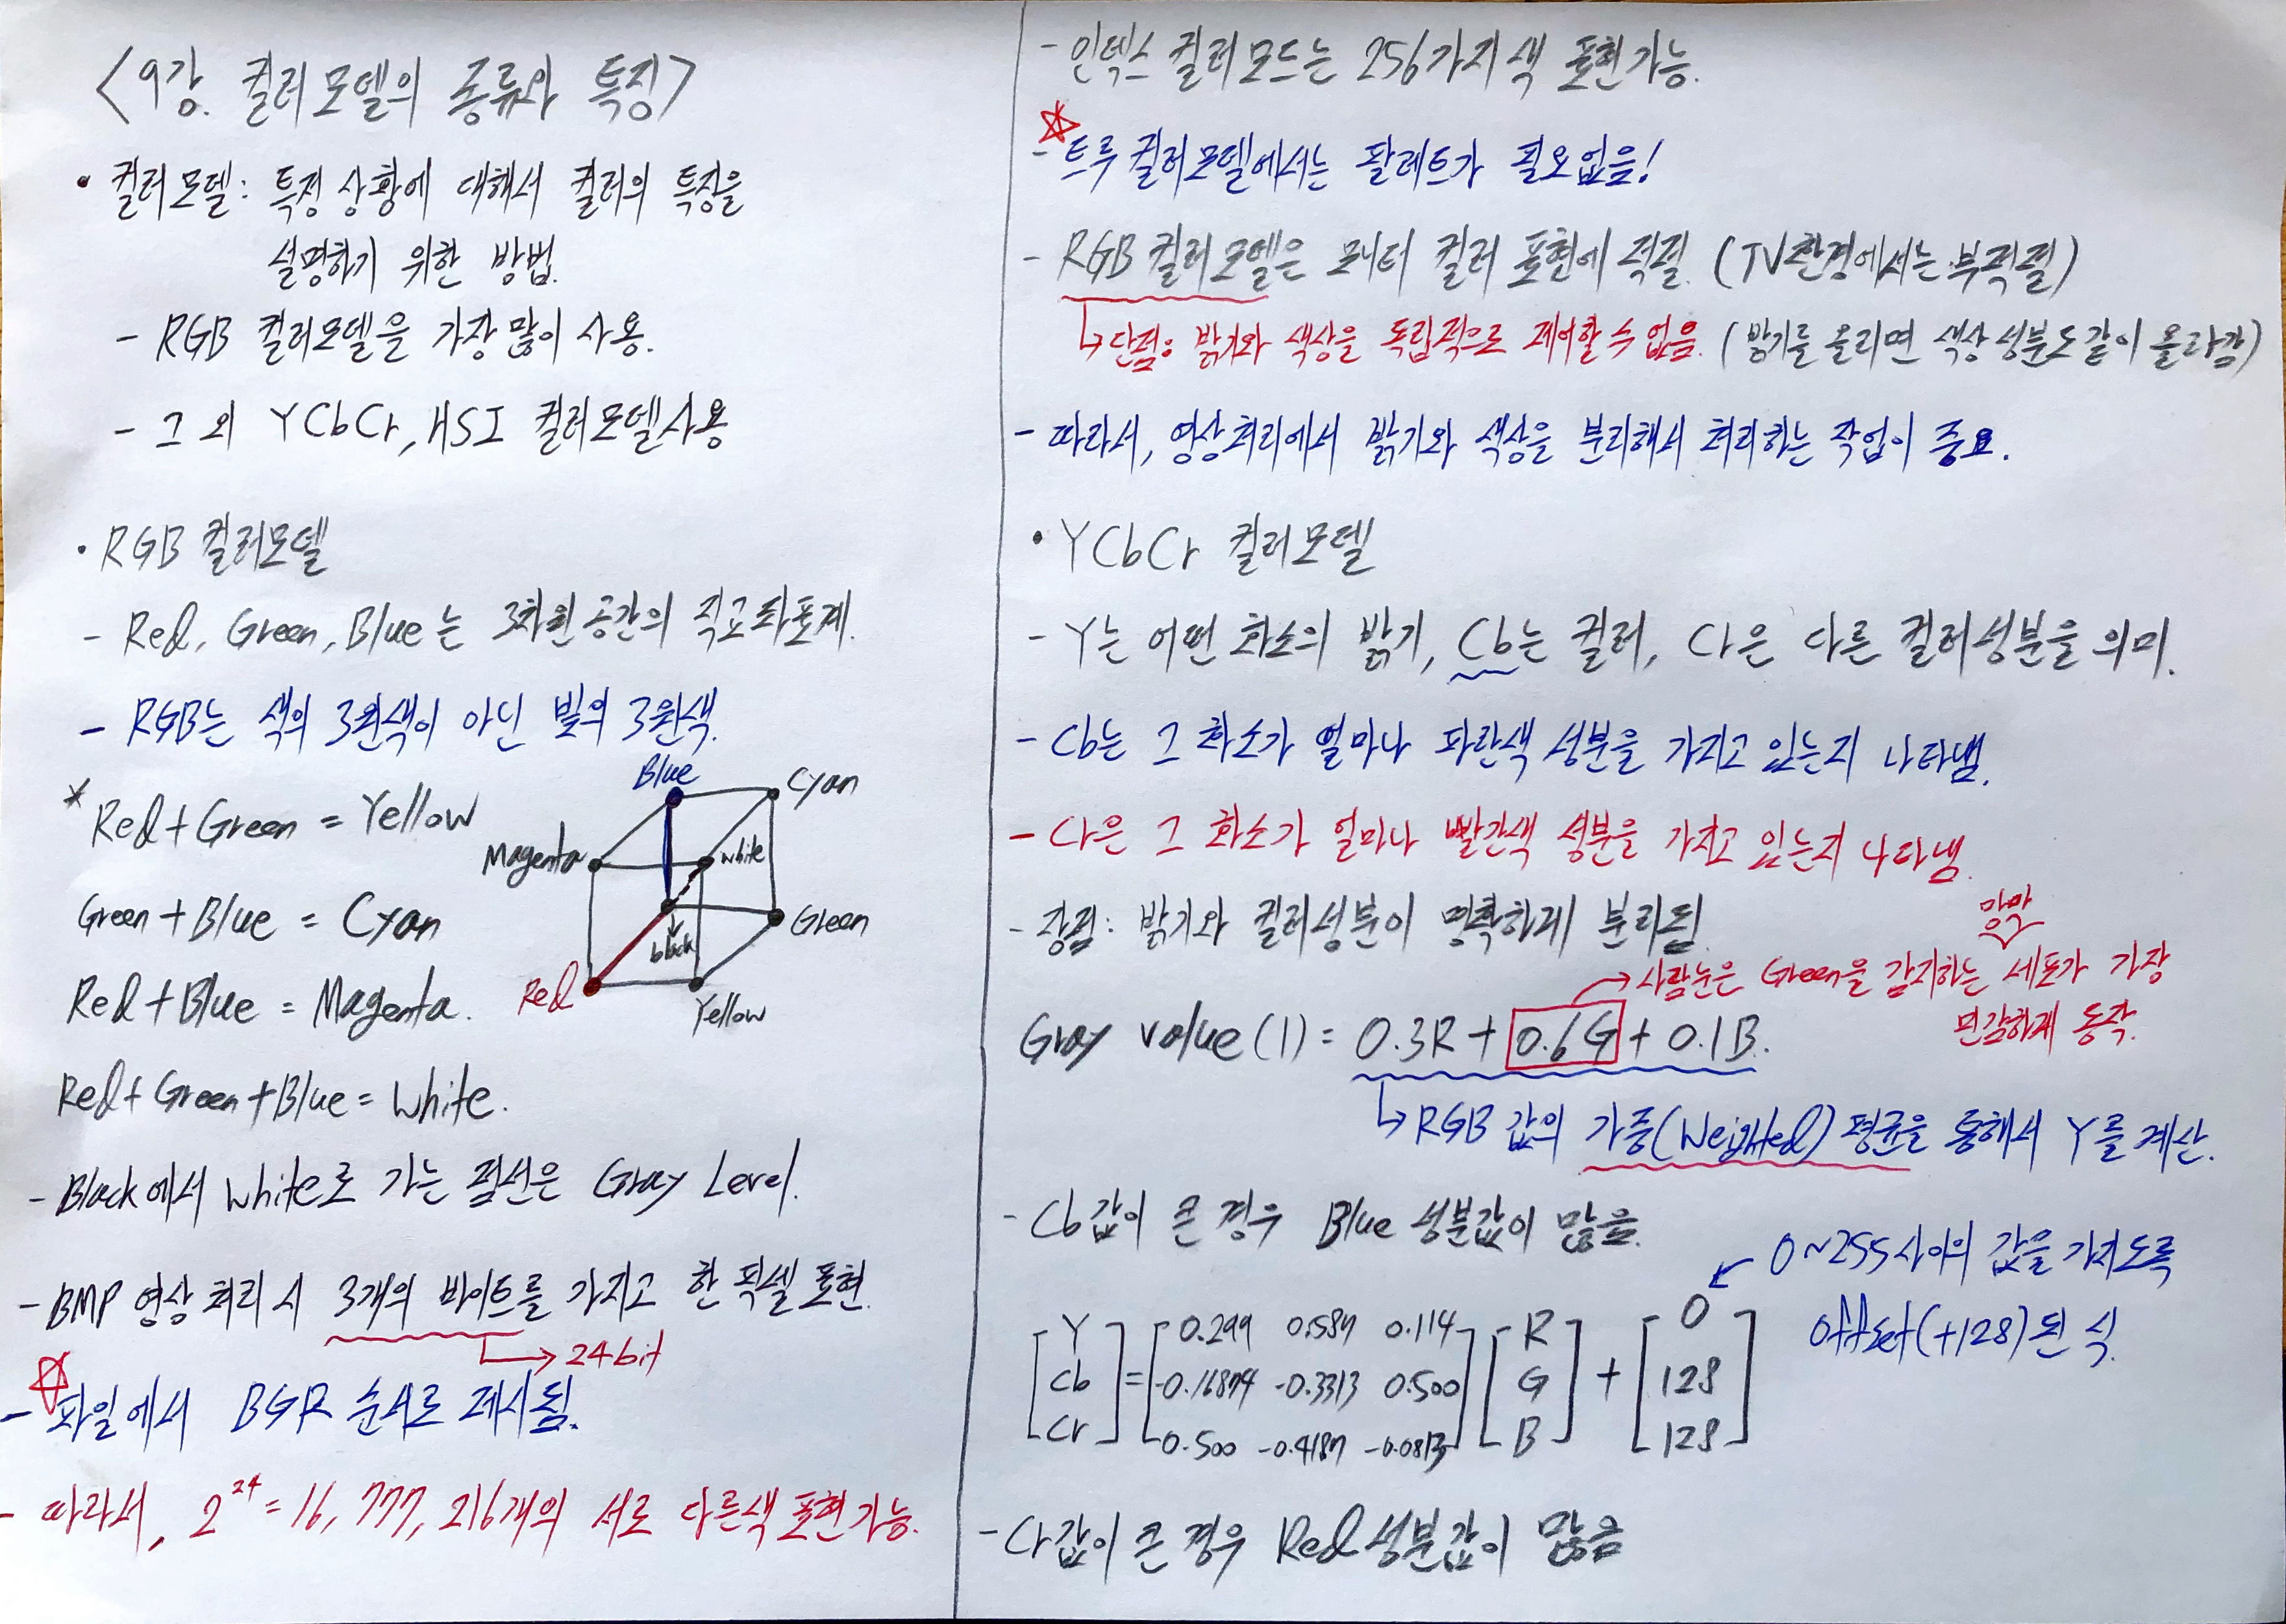 <9강. 컬러모델의 종류와 특징>
• 컬러모델: 특정 상황에 대해서 컬러의 특징을
설명하기 위한 방법.
- RGB 컬러모델을 가장 많이 사용.
- 그 외 YCbCr, HSI 컬러모델사용
• RGB 컬러모델
- Red, Green, Blue는 3차원 공간의 직교좌표계.
- RGB는 색의 3원색이 아닌 빛의 3원색.
* Red+Green = Yellow
Green+Blue = Cyan
Red+Blue = Magenta.
Red+Green+Blue = White.
Blue
Cyan
Magenta
white
Green
black
Red
Yellow
- Black에서 white로 가는 점선은 Gray Level.
- BMP 영상 처리 시 3개의 바이트를 가지고 한 픽셀 표현.
→ 24bit
☆
- 파일에서 BGR 순서로 제시됨.
- 따라서, 2²⁴ = 16,777,216개의 서로 다른색 표현가능.
- 인덱스 컬러모드는 256가지색 표현가능.
☆
- 트루 컬러모델에서는 팔레트가 필요없음!
- RGB 컬러모델은 모니터 컬러 표현에 적절. (TV환경에서는 부적절)
↳ 단점: 밝기와 색상을 독립적으로 제어할 수 없음. (밝기를 올리면 색상성분도 같이 올라감)
- 따라서, 영상처리에서 밝기와 색상을 분리해서 처리하는 작업이 중요.
• YCbCr 컬러모델
- Y는 어떤 화소의 밝기, Cb는 컬러, Cr은 다른 컬러성분을 의미.
- Cb는 그 화소가 얼마나 파란색 성분을 가지고 있는지 나타냄.
- Cr은 그 화소가 얼마나 빨간색 성분을 가지고 있는지 나타냄.
- 장점: 밝기와 컬러성분이 명확하게 분리됨.
망막
→ 사람눈은 Green을 감지하는 세포가 가장
민감하게 동작.
Gray value(1) = 0.3R + 0.6G + 0.1B.
↳ RGB 값의 가중(Weighted) 평균을 통해서 Y를 계산.
- Cb값이 큰 경우 Blue 성분값이 많음.
0~255사이의 값을 가지도록
offset(+128)된 식.
[Y] = [0.299 0.587 0.114] [R] + [0]
[Cb] [-0.16874 -0.3313 0.500] [G] [128]
[Cr] [0.500 -0.4187 -0.0813] [B] [128]
- Cr값이 큰 경우 Red성분값이 많음